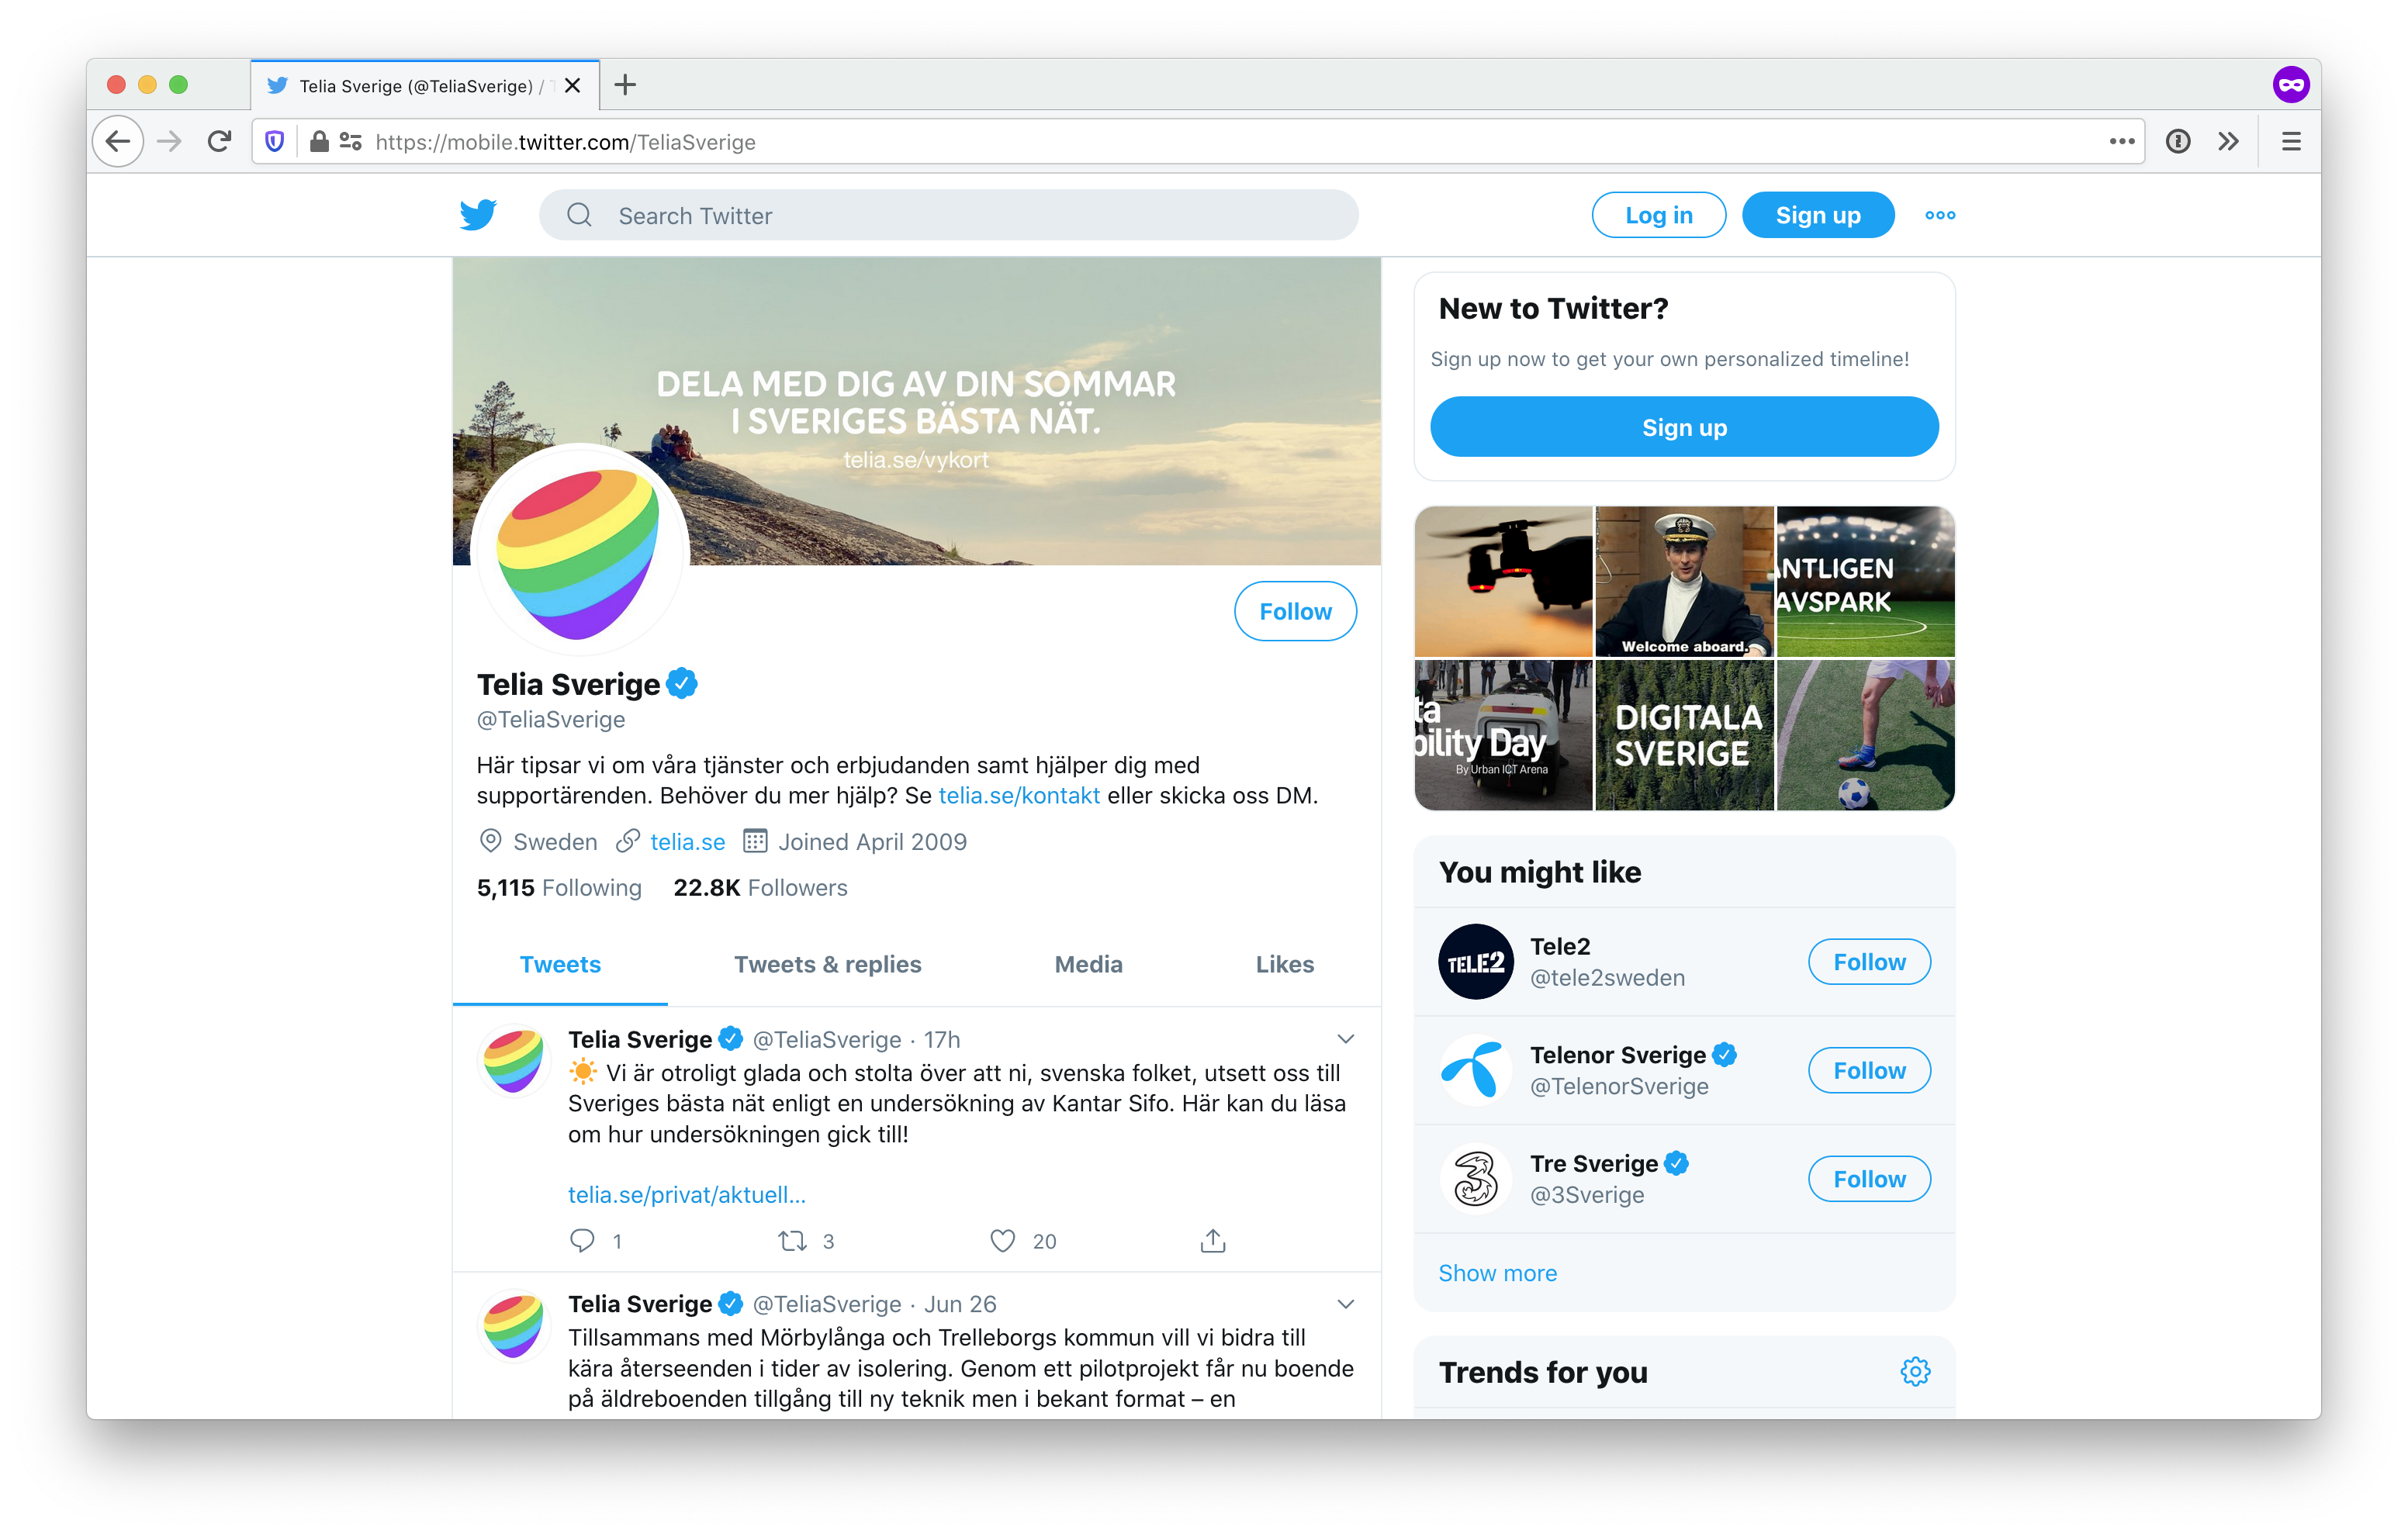 Telia Sverige (@TeliaSverige) /
https://mobile.twitter.com/TeliaSverige
Search Twitter
Log in
Sign up
DELA MED DIG AV DIN SOMMAR
I SVERIGES BÄSTA NÄT.
telia.se/vykort
Follow
Telia Sverige
@TeliaSverige
Här tipsar vi om våra tjänster och erbjudanden samt hjälper dig med
supportärenden. Behöver du mer hjälp? Se telia.se/kontakt eller skicka oss DM.
Sweden telia.se Joined April 2009
5,115 Following 22.8K Followers
Tweets Tweets & replies Media Likes
Telia Sverige @TeliaSverige · 17h
Vi är otroligt glada och stolta över att ni, svenska folket, utsett oss till
Sveriges bästa nät enligt en undersökning av Kantar Sifo. Här kan du läsa
om hur undersökningen gick till!
telia.se/privat/aktuell...
1 3 20
Telia Sverige @TeliaSverige · Jun 26
Tillsammans med Mörbylånga och Trelleborgs kommun vill vi bidra till
kära återseenden i tider av isolering. Genom ett pilotprojekt får nu boende
på äldreboenden tillgång till ny teknik men i bekant format – en
New to Twitter?
Sign up now to get your own personalized timeline!
Sign up
Welcome aboard.
ÄNTLIGEN
AVSPARK
ta
bility Day
By Urban ICT Arena
DIGITALA
SVERIGE
You might like
TELE2
Tele2
@tele2sweden
Follow
Telenor Sverige
@TelenorSverige
Follow
3
Tre Sverige
@3Sverige
Follow
Show more
Trends for you